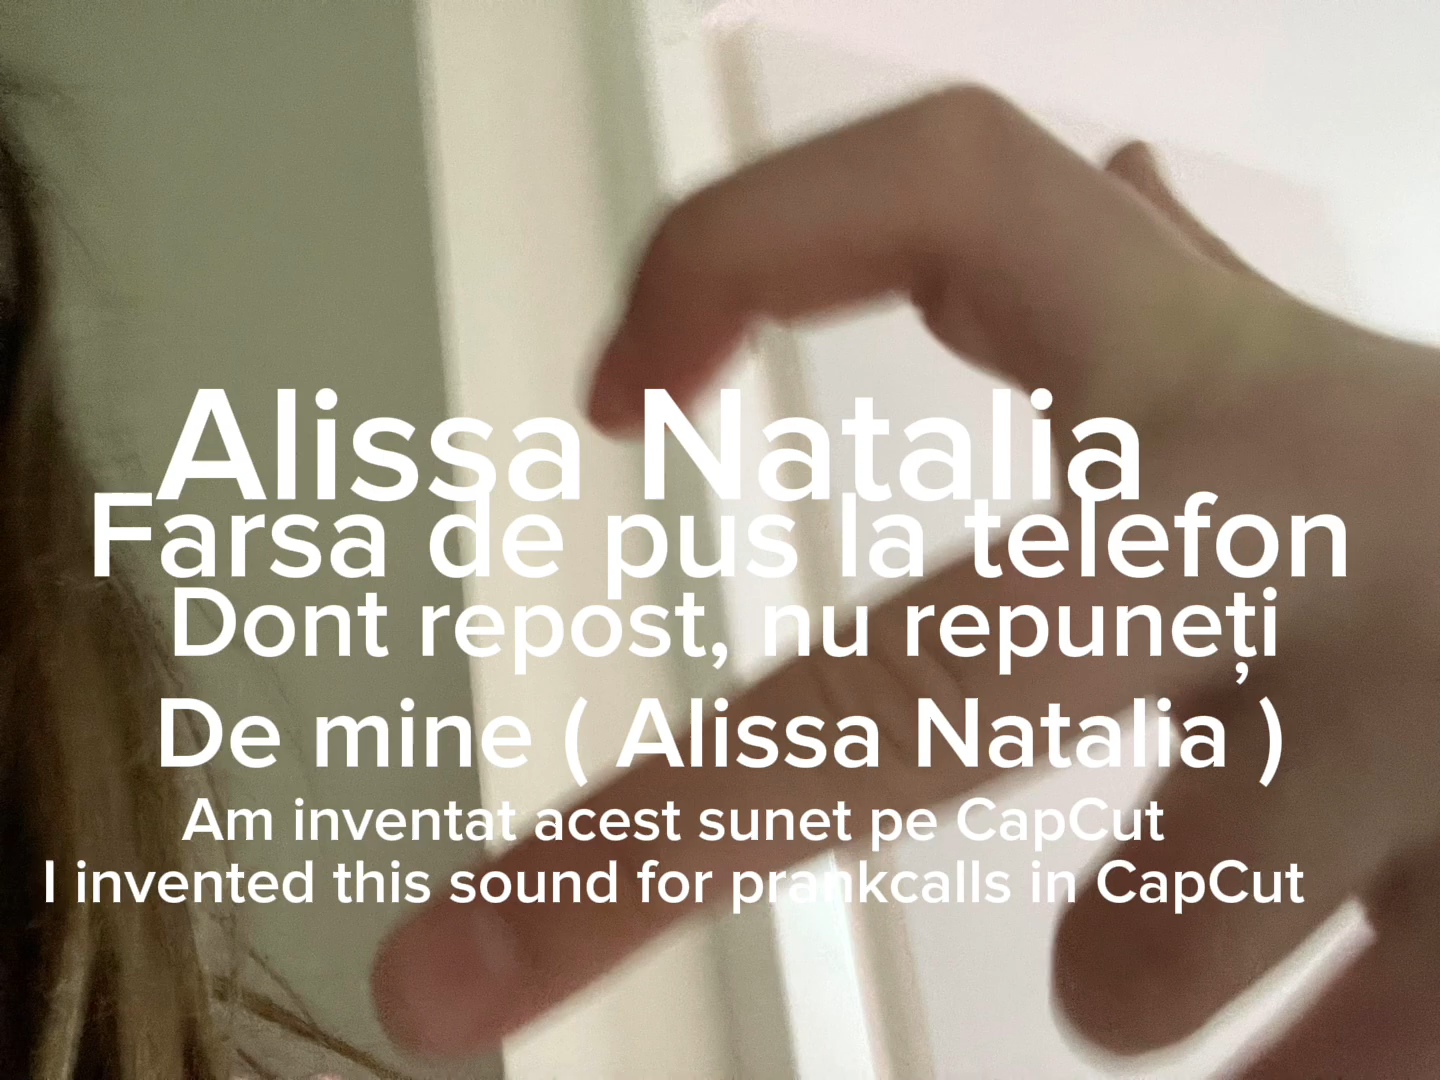 Alissa Natalia
Farsa de pus la telefon
Dont repost, nu repuneți
De mine ( Alissa Natalia )
Am inventat acest sunet pe CapCut
I invented this sound for prankcalls in CapCut